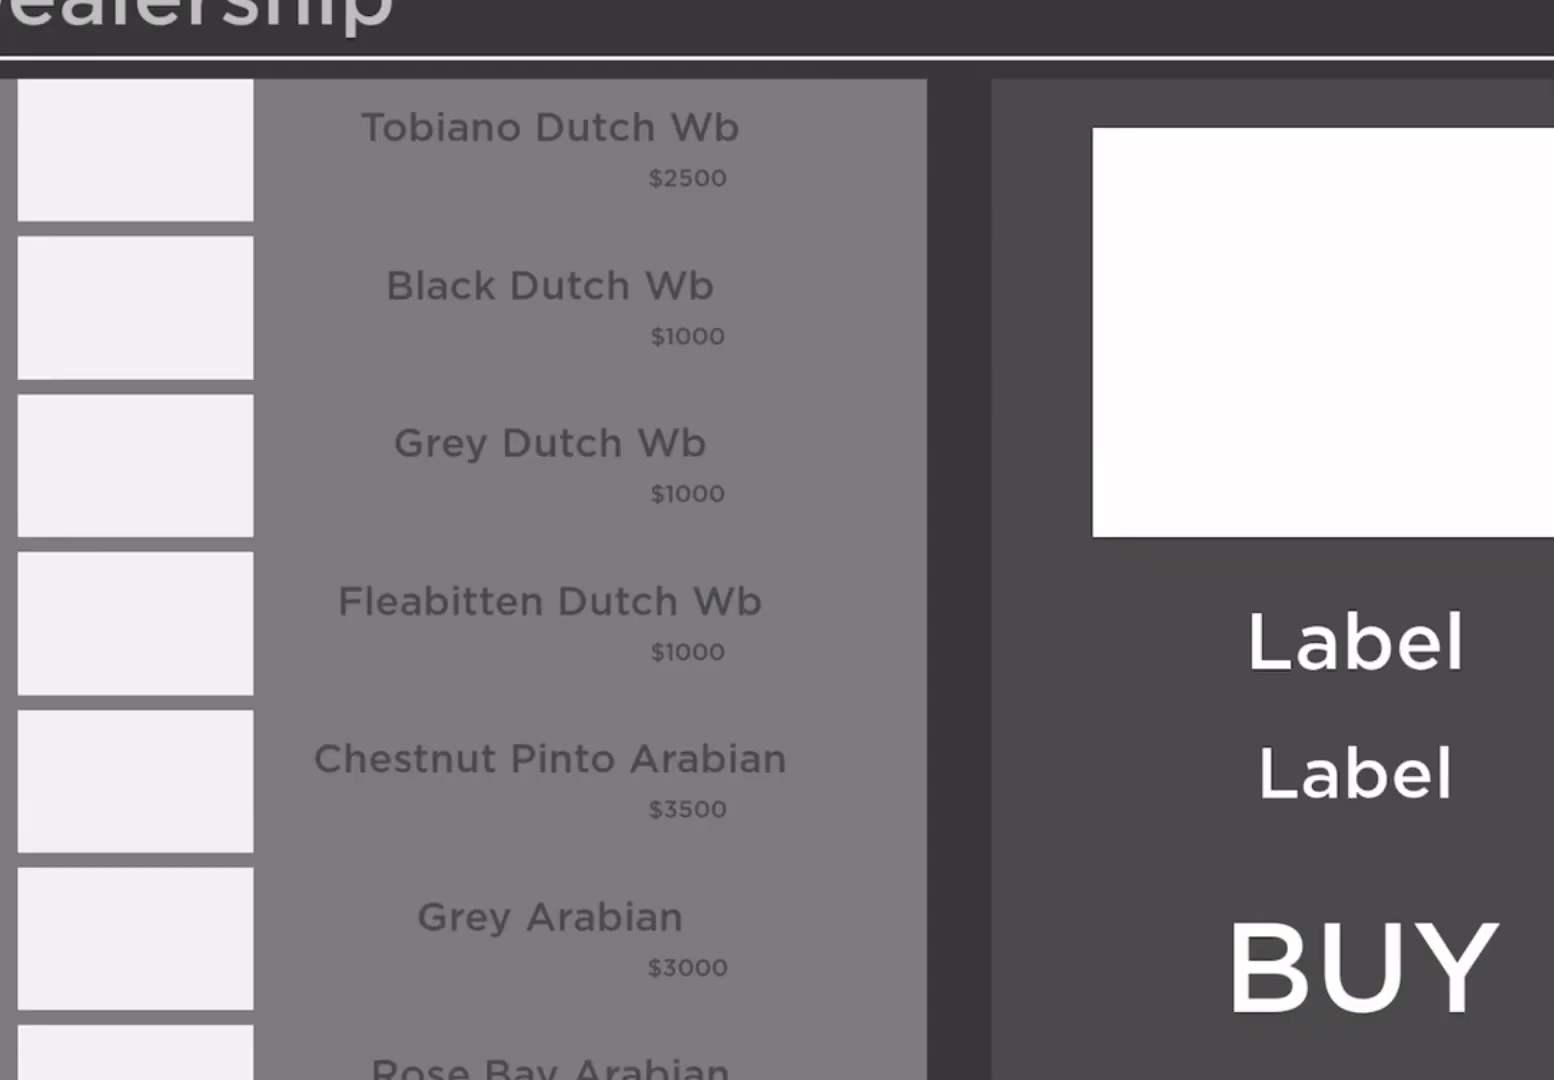 Dealership
Tobiano Dutch Wb
$2500
Black Dutch Wb
$1000
Grey Dutch Wb
$1000
Fleabitten Dutch Wb
$1000
Chestnut Pinto Arabian
$3500
Grey Arabian
$3000
Rose Bay Arabian
Label
Label
BUY